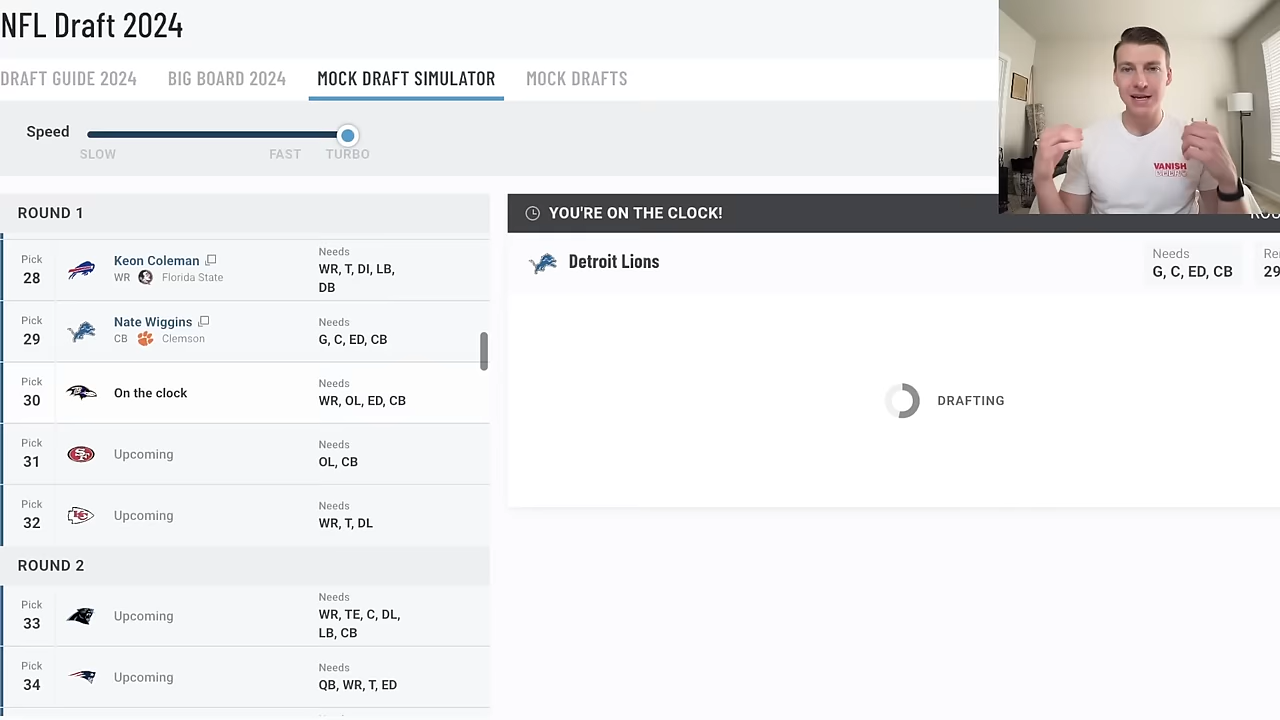 NFL Draft 2024
DRAFT GUIDE 2024 BIG BOARD 2024 MOCK DRAFT SIMULATOR MOCK DRAFTS
Speed
SLOW FAST TURBO
ROUND 1
Pick
28
Keon Coleman
WR Florida State
Needs
WR, T, DI, LB,
DB
Pick
29
Nate Wiggins
CB Clemson
Needs
G, C, ED, CB
Pick
30
On the clock
Needs
WR, OL, ED, CB
Pick
31
Upcoming
Needs
OL, CB
Pick
32
Upcoming
Needs
WR, T, DL
ROUND 2
Pick
33
Upcoming
Needs
WR, TE, C, DL,
LB, CB
Pick
34
Upcoming
Needs
QB, WR, T, ED
YOU'RE ON THE CLOCK!
Detroit Lions
Needs
G, C, ED, CB
29
DRAFTING
VANISH